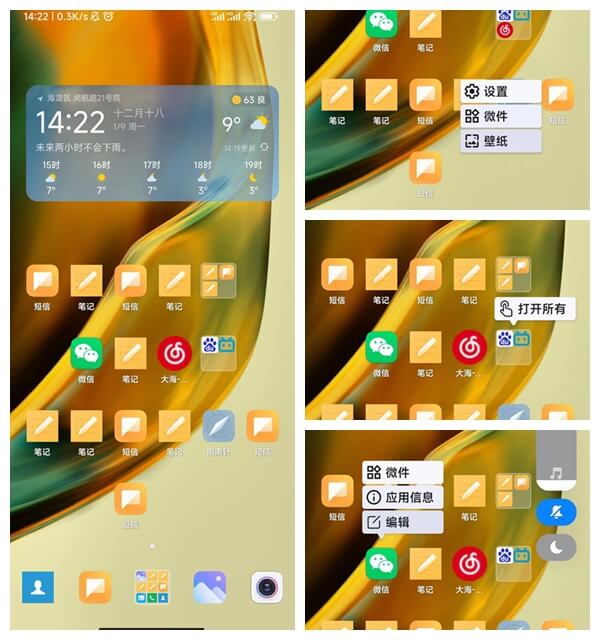 14:22 | 0.3K/s
海淀区 闵航路21号院
63 良
14:22
十二月十八
1/9 周一
9°
未来两小时不会下雨。
14:19更新
15时 16时 17时 18时 19时
7° 7° 7° 3° 3°
短信 笔记 短信 笔记
微信 笔记 大海-...
笔记 笔记 短信 笔记 指南针 短信
短信
微信 笔记
设置
微件
壁纸
笔记 笔记 短信 短信
短信
短信 笔记 短信 笔记
打开所有
微信 笔记 大海-...
微件
应用信息
编辑
短信 笔记
微信 笔记 大海-...